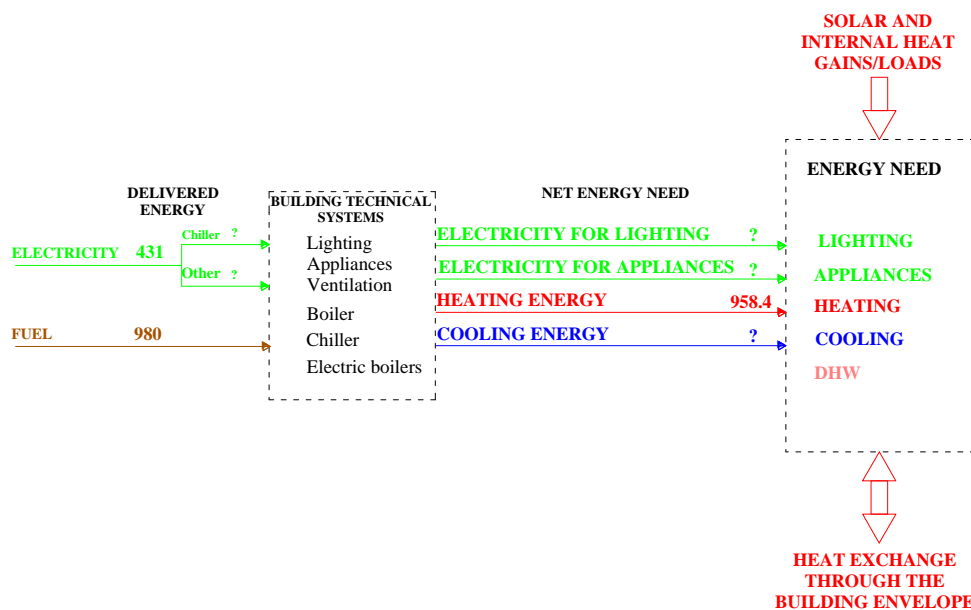 SOLAR AND
INTERNAL HEAT
GAINS/LOADS
ENERGY NEED
DELIVERED
ENERGY
NET ENERGY NEED
BUILDING TECHNICAL
SYSTEMS
Chiller ?
ELECTRICITY 431
Other ?
FUEL 980
Lighting
Appliances
Ventilation
Boiler
Chiller
Electric boilers
ELECTRICITY FOR LIGHTING ?
ELECTRICITY FOR APPLIANCES ?
HEATING ENERGY 958.4
COOLING ENERGY ?
LIGHTING
APPLIANCES
HEATING
COOLING
DHW
HEAT EXCHANGE
THROUGH THE
BUILDING ENVELOPE